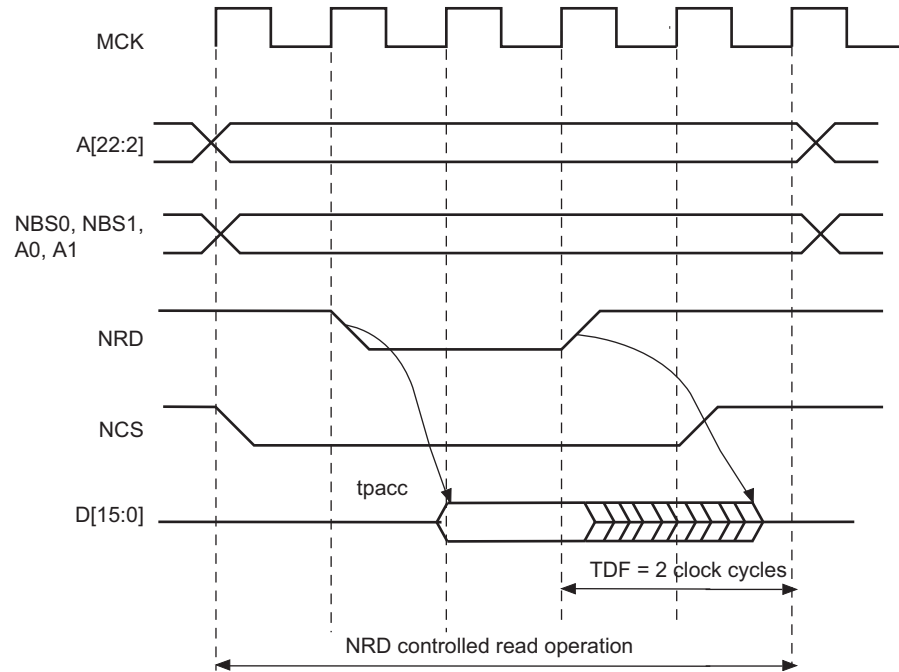 MCK
A[22:2]
NBS0, NBS1,
A0, A1
NRD
NCS
tpacc
D[15:0]
TDF = 2 clock cycles
NRD controlled read operation